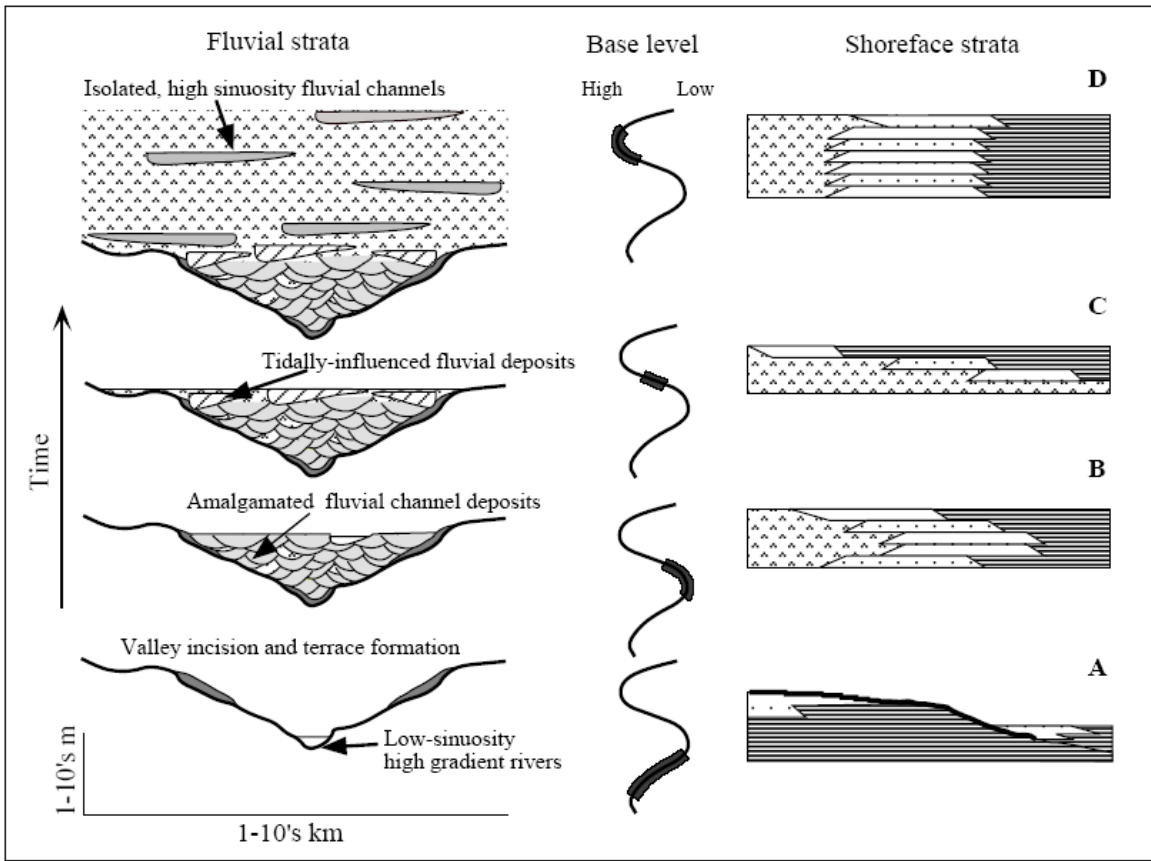 Fluvial strata
Base level
Shoreface strata
Isolated, high sinuosity fluvial channels
High
Low
D
Tidally-influenced fluvial deposits
C
Amalgamated fluvial channel deposits
B
Valley incision and terrace formation
A
Low-sinuosity
high gradient rivers
Time
1-10's m
1-10's km